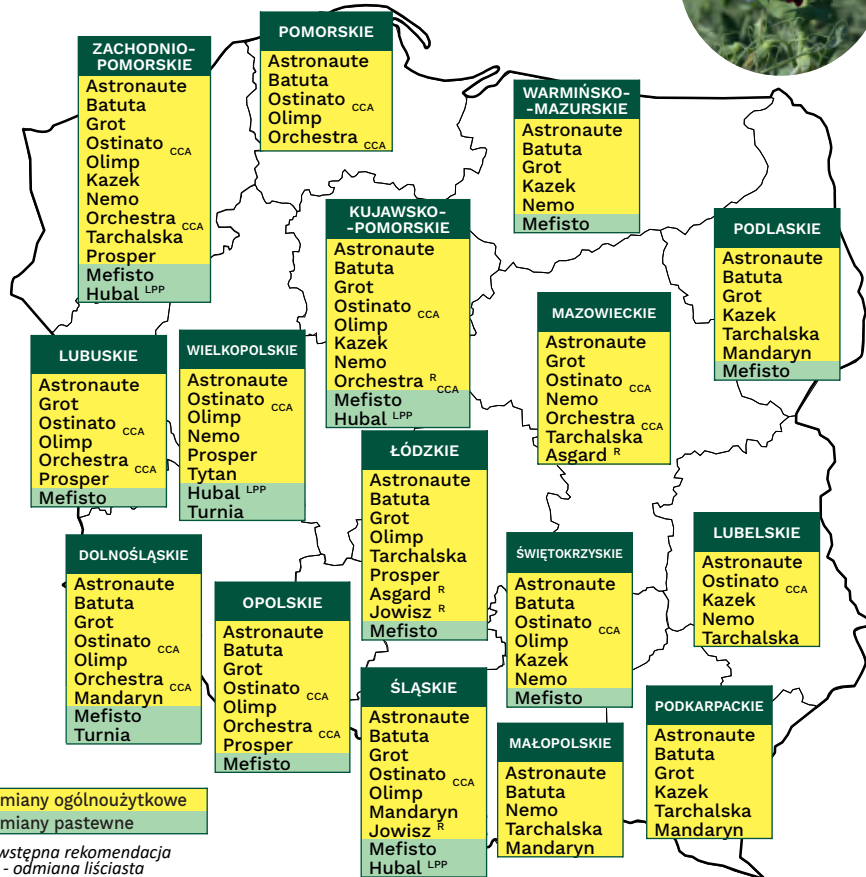 ZACHODNIO-
POMORSKIE
Astronaute
Batuta
Grot
Ostinato CCA
Olimp
Kazek
Nemo
Orchestra CCA
Tarchalska
Prosper
Mefisto
Hubal LPP
POMORSKIE
Astronaute
Batuta
Ostinato CCA
Olimp
Orchestra CCA
WARMIŃSKO-
-MAZURSKIE
Astronaute
Batuta
Grot
Kazek
Nemo
Mefisto
KUJAWSKO-
-POMORSKIE
Astronaute
Batuta
Grot
Ostinato CCA
Olimp
Kazek
Nemo
Orchestra R CCA
Mefisto
Hubal LPP
PODLASKIE
Astronaute
Batuta
Grot
Kazek
Tarchalska
Mandaryn
Mefisto
MAZOWIECKIE
Astronaute
Grot
Ostinato CCA
Nemo
Orchestra CCA
Tarchalska
Asgard R
LUBUSKIE
Astronaute
Grot
Ostinato CCA
Olimp
Orchestra CCA
Prosper
Mefisto
WIELKOPOLSKIE
Astronaute
Ostinato CCA
Olimp
Nemo
Prosper
Tytan
Hubal LPP
Turnia
ŁÓDZKIE
Astronaute
Batuta
Grot
Olimp
Tarchalska
Prosper
Asgard R
Jowisz R
Mefisto
LUBELSKIE
Astronaute
Ostinato CCA
Kazek
Nemo
Tarchalska
DOLNOŚLĄSKIE
Astronaute
Batuta
Grot
Ostinato CCA
Olimp
Orchestra CCA
Mandaryn
Mefisto
Turnia
OPOLSKIE
Astronaute
Batuta
Grot
Ostinato CCA
Olimp
Orchestra CCA
Prosper
Mefisto
ŚWIĘTOKRZYSKIE
Astronaute
Batuta
Ostinato CCA
Olimp
Kazek
Nemo
Mefisto
ŚLĄSKIE
Astronaute
Batuta
Grot
Ostinato CCA
Olimp
Mandaryn
Jowisz R
Mefisto
Hubal LPP
MAŁOPOLSKIE
Astronaute
Batuta
Nemo
Tarchalska
Mandaryn
PODKARPACKIE
Astronaute
Batuta
Grot
Kazek
Tarchalska
Mandaryn
miany ogólnoużytkowe
miany pastewne
wstępna rekomendacja
- odmiana liściasta